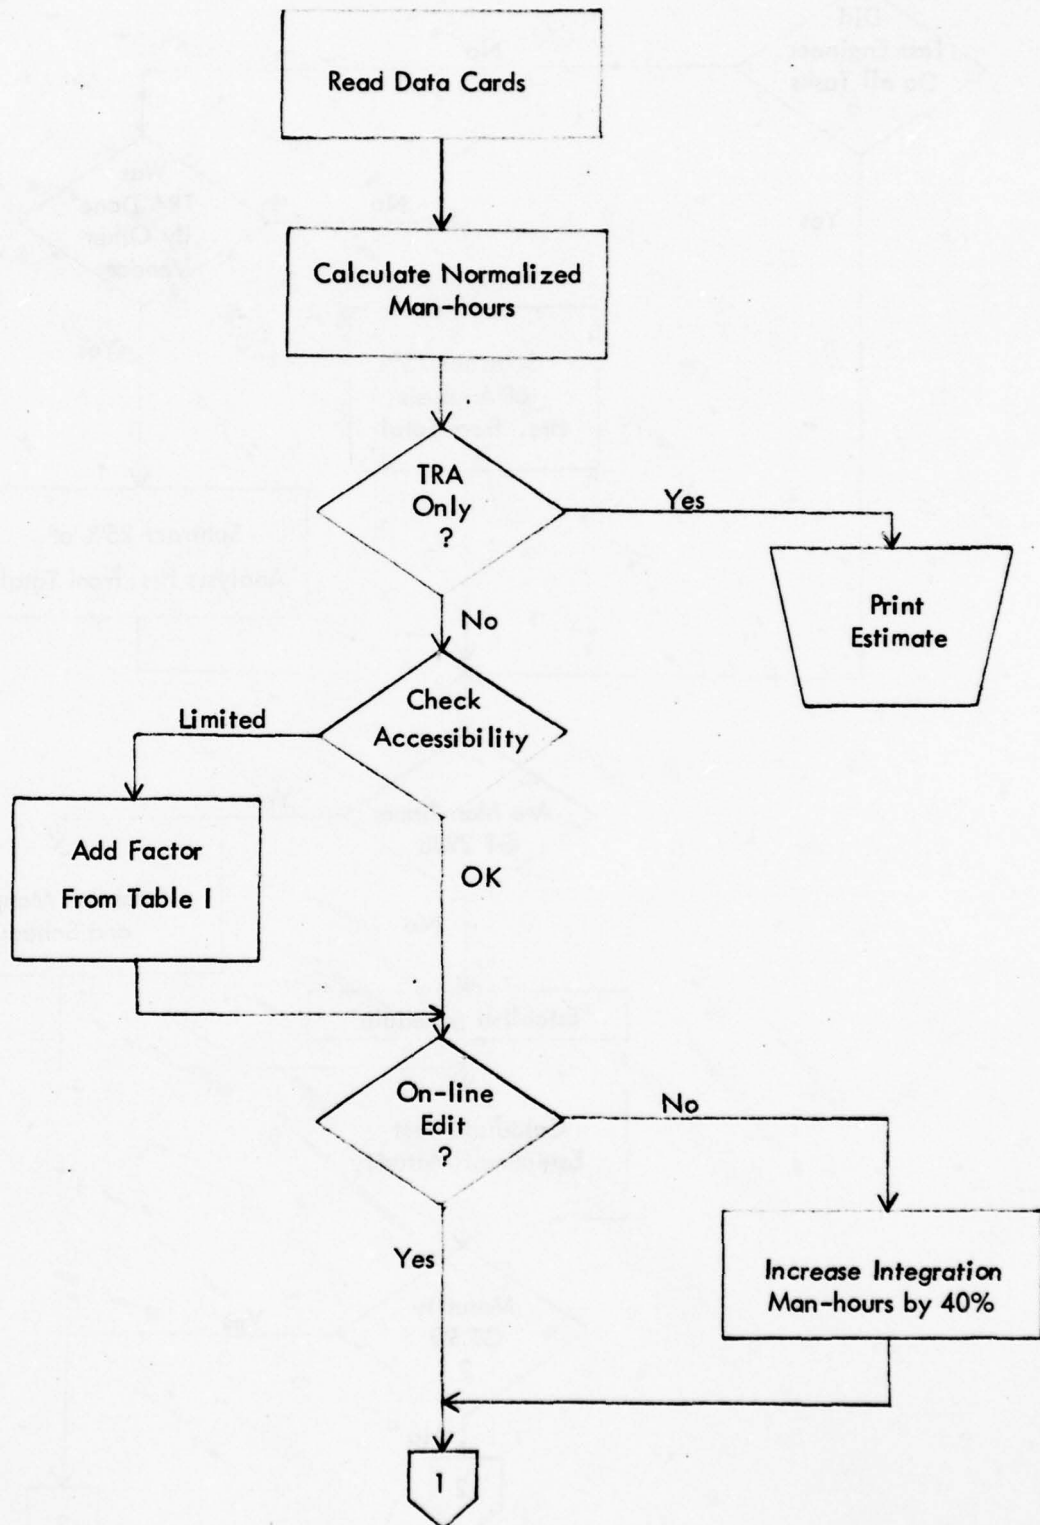 Read Data Cards
Calculate Normalized
Man-hours
TRA
Only
?
Yes
Print
Estimate
No
Check
Accessibility
Limited
Add Factor
From Table I
OK
On-line
Edit
?
No
Yes
Increase Integration
Man-hours by 40%
1